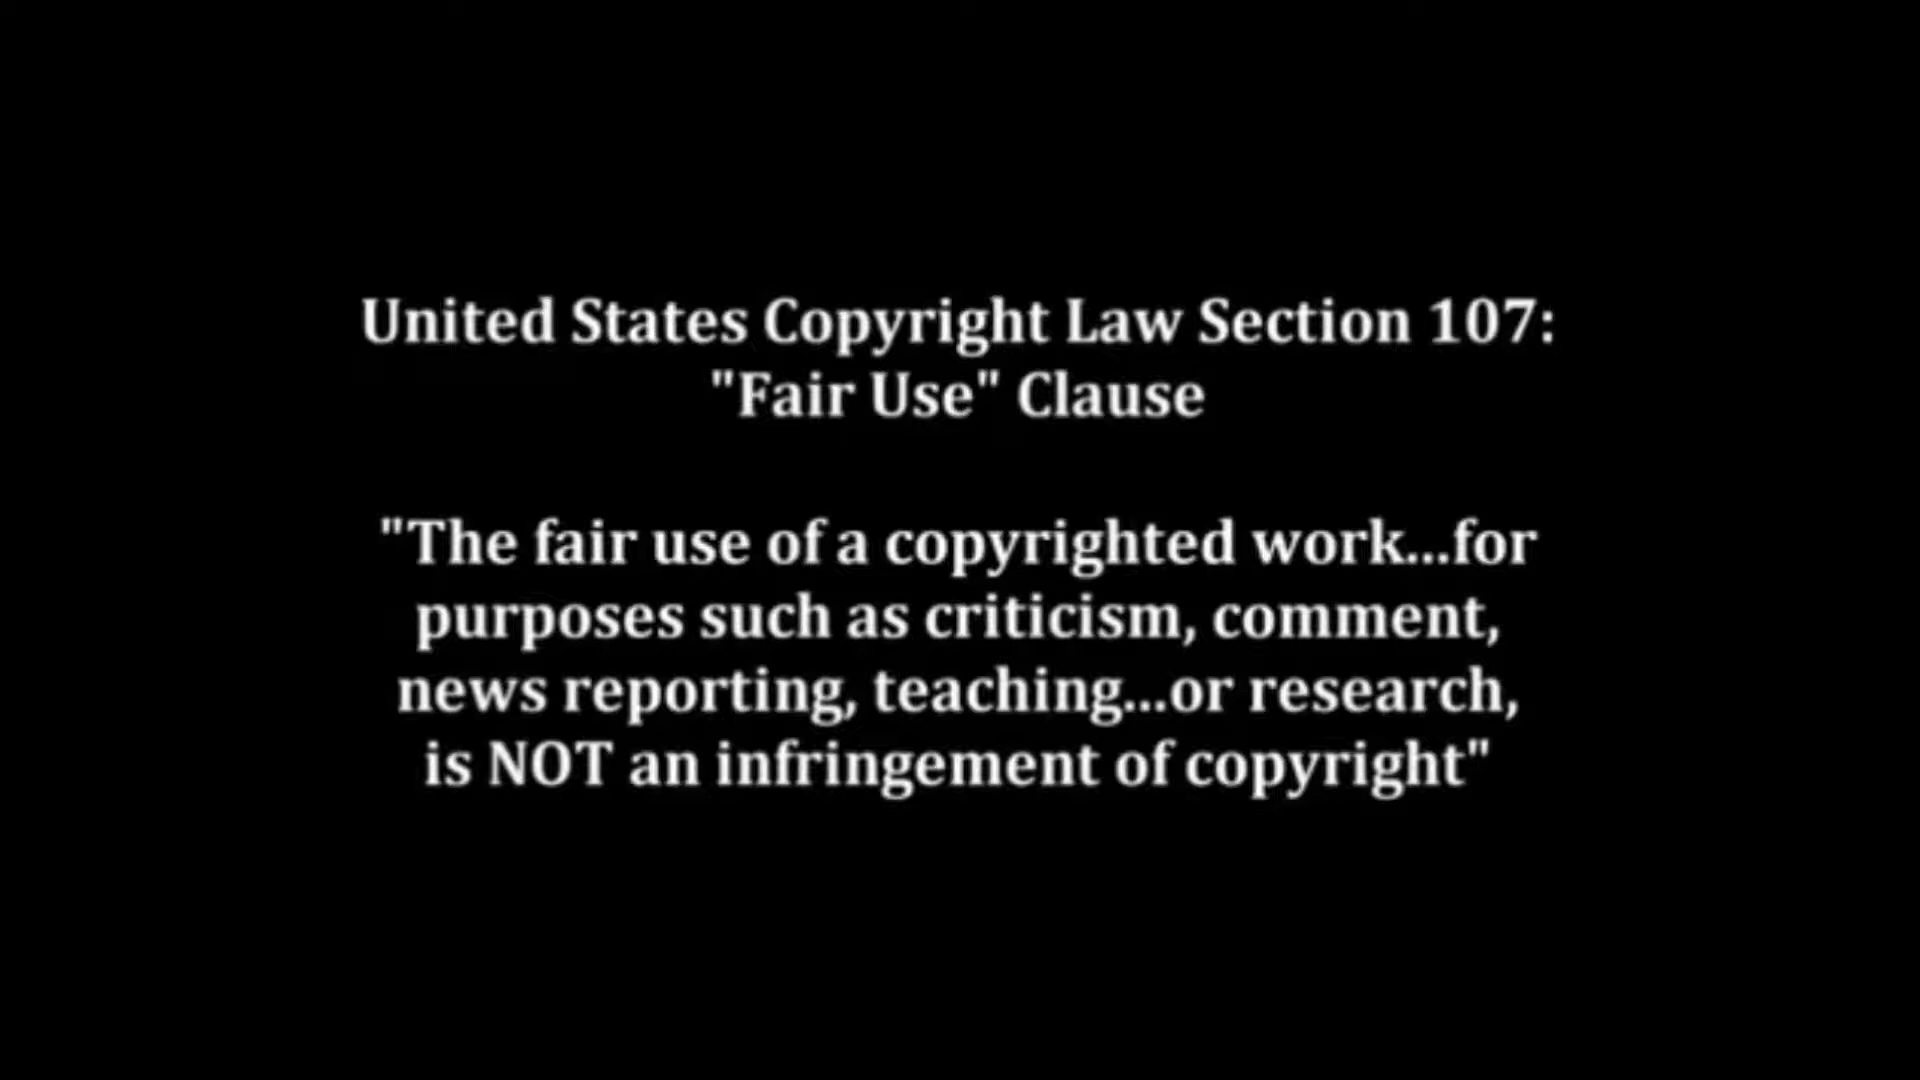 United States Copyright Law Section 107:
"Fair Use" Clause
"The fair use of a copyrighted work...for
purposes such as criticism, comment,
news reporting, teaching...or research,
is NOT an infringement of copyright"